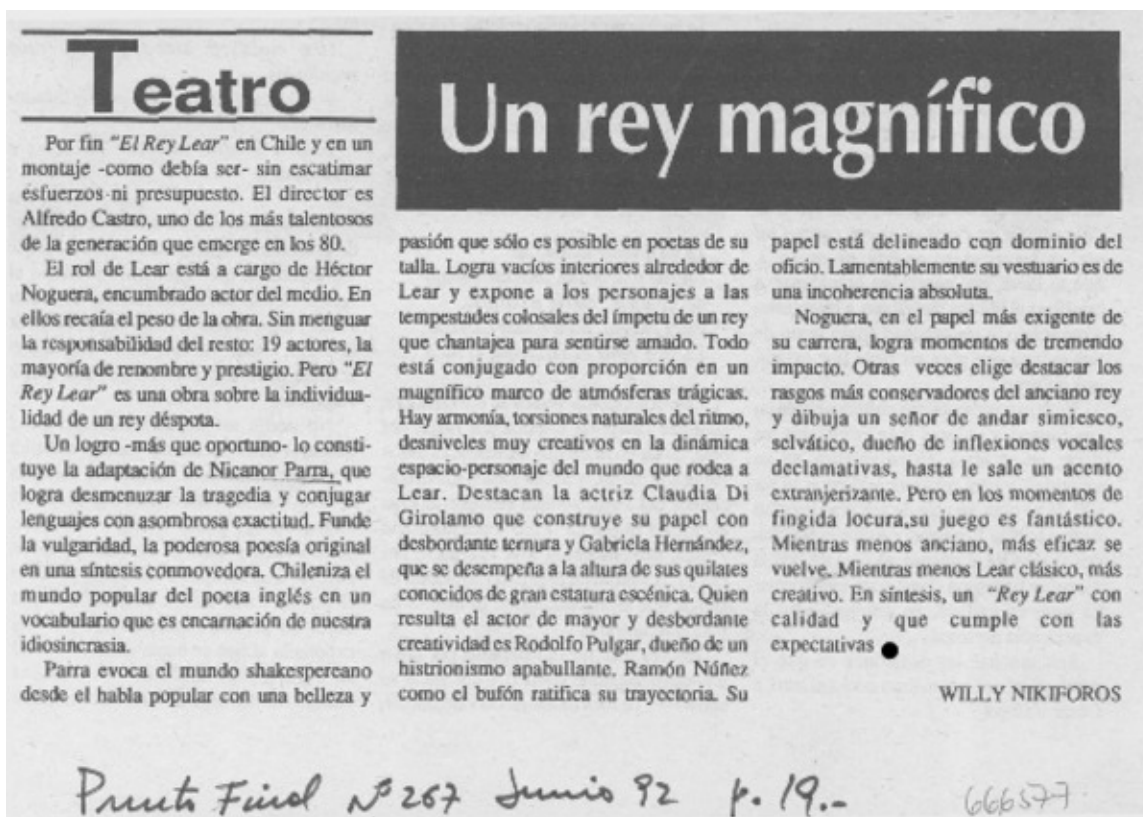 Teatro
Un rey magnífico
Por fin "El Rey Lear" en Chile y en un
montaje -como debía ser- sin escatimar
esfuerzos ni presupuesto. El director es
Alfredo Castro, uno de los más talentosos
de la generación que emerge en los 80.
El rol de Lear está a cargo de Héctor
Noguera, encumbrado actor del medio. En
ellos recaía el peso de la obra. Sin menguar
la responsabilidad del resto: 19 actores, la
mayoría de renombre y prestigio. Pero "El
Rey Lear" es una obra sobre la individua-
lidad de un rey déspota.
Un logro -más que oportuno- lo consti-
tuye la adaptación de Nicanor Parra, que
logra desmenuzar la tragedia y conjugar
lenguajes con asombrosa exactitud. Funde
la vulgaridad, la poderosa poesía original
en una síntesis conmovedora. Chileniza el
mundo popular del poeta inglés en un
vocabulario que es encarnación de nuestra
idiosincrasia.
Parra evoca el mundo shakespereano
desde el habla popular con una belleza y
pasión que sólo es posible en poetas de su
talla. Logra vacíos interiores alrededor de
Lear y expone a los personajes a las
tempestades colosales del ímpetu de un rey
que chantajea para sentirse amado. Todo
está conjugado con proporción en un
magnífico marco de atmósferas trágicas.
Hay armonía, torsiones naturales del ritmo,
desniveles muy creativos en la dinámica
espacio-personaje del mundo que rodea a
Lear. Destacan la actriz Claudia Di
Girolamo que construye su papel con
desbordante ternura y Gabriela Hernández,
que se desempeña a la altura de sus quilates
conocidos de gran estatura escénica. Quien
resulta el actor de mayor y desbordante
creatividad es Rodolfo Pulgar, dueño de un
histrionismo apabullante. Ramón Núñez
como el bufón ratifica su trayectoria. Su
papel está delineado con dominio del
oficio. Lamentablemente su vestuario es de
una incoherencia absoluta.
Noguera, en el papel más exigente de
su carrera, logra momentos de tremendo
impacto. Otras veces elige destacar los
rasgos más conservadores del anciano rey
y dibuja un señor de andar simiesco,
selvático, dueño de inflexiones vocales
declamativas, hasta le sale un acento
extranjerizante. Pero en los momentos de
fingida locura,su juego es fantástico.
Mientras menos anciano, más eficaz se
vuelve. Mientras menos Lear clásico, más
creativo. En síntesis, un "Rey Lear" con
calidad y que cumple con las
expectativas ●
WILLY NIKIFOROS
Punto Final Nº 267 Junio 92 p. 19.-
666577